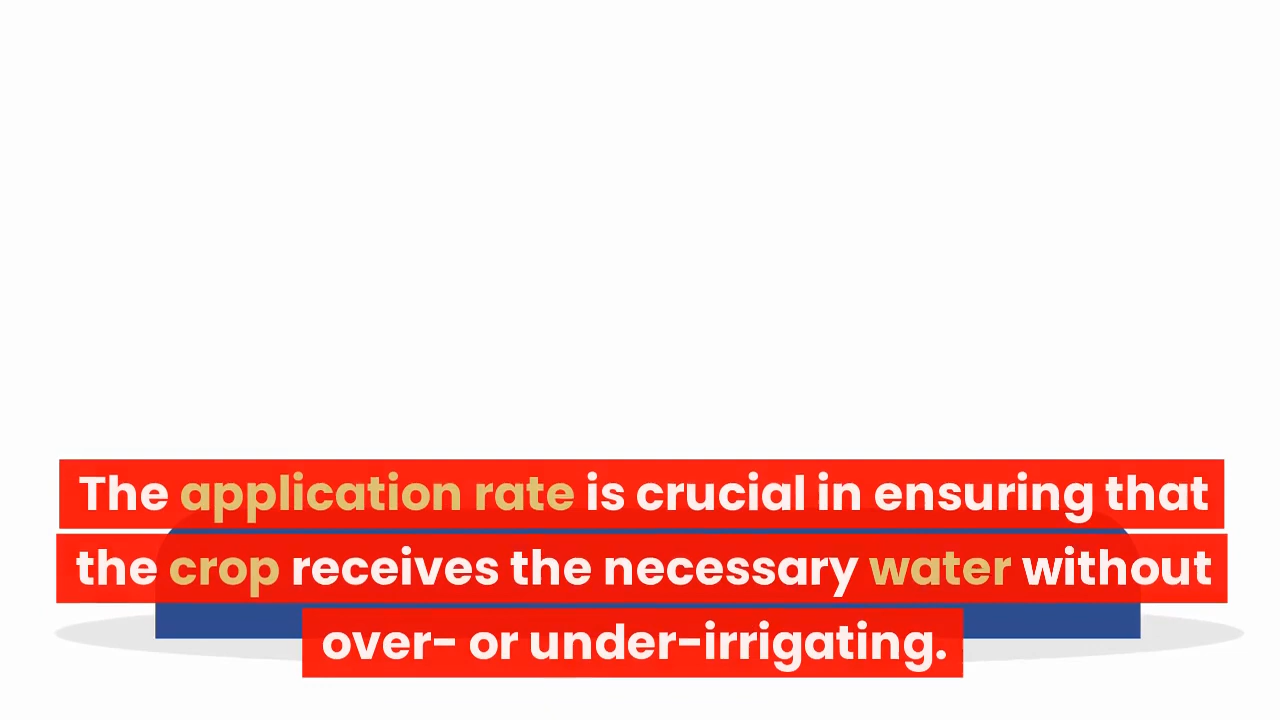 The application rate is crucial in ensuring that
the crop receives the necessary water without
over- or under-irrigating.